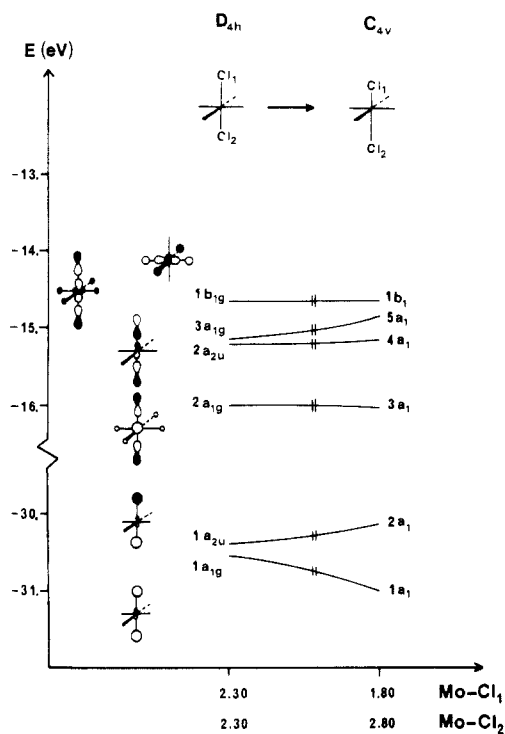 D4h C4v
E (eV)
Cl1 Cl1
Cl2 Cl2
-13.
-14.
-15.
-16.
-30.
-31.
1b1g 1b1
3a1g 5a1
2a2u 4a1
2a1g 3a1
1a2u 2a1
1a1g 1a1
2.30 1.80 Mo-Cl1
2.30 2.80 Mo-Cl2